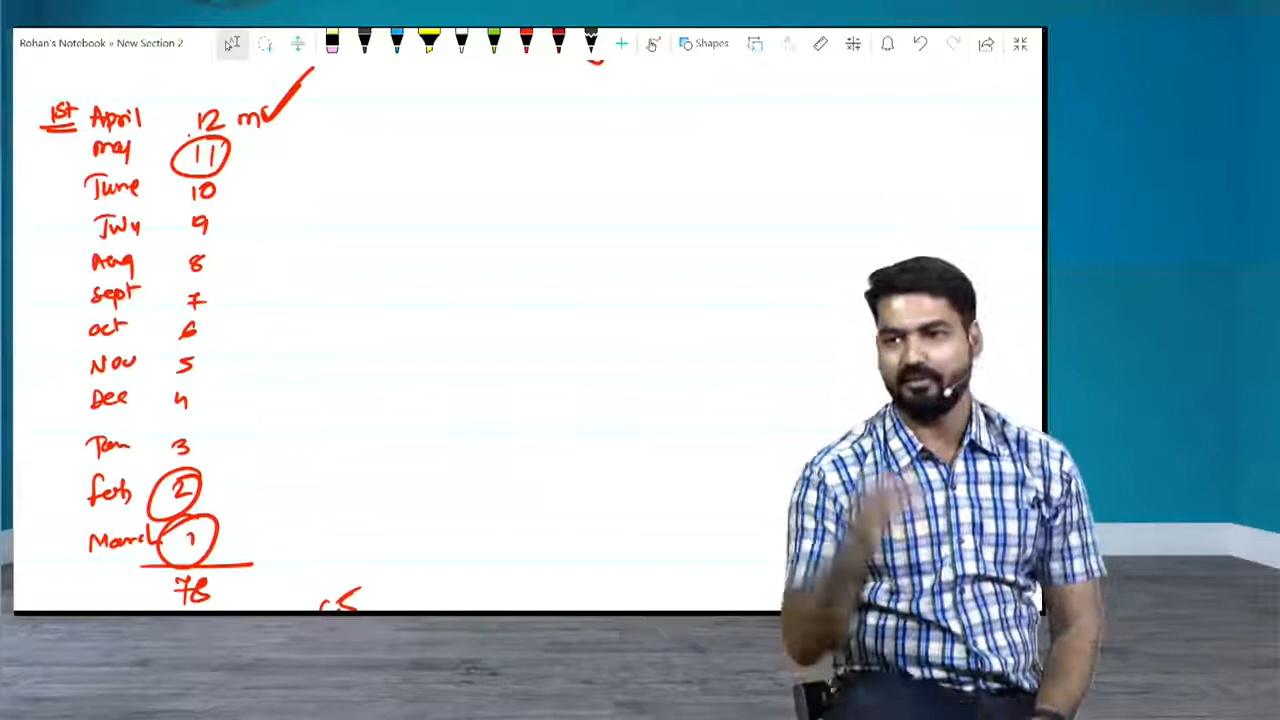 Rohan's Notebook » New Section 2
Shapes
1st April 12 m
May 11
June 10
July 9
Aug 8
Sept 7
Oct 6
Nov 5
Dec 4
Jan 3
Feb 2
March 1
78